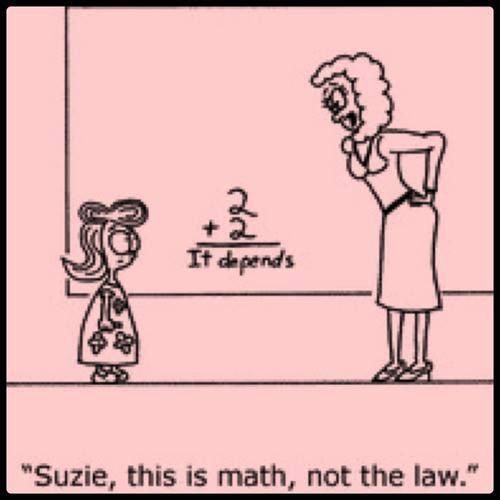 2
+ 2
It depends
"Suzie, this is math, not the law."